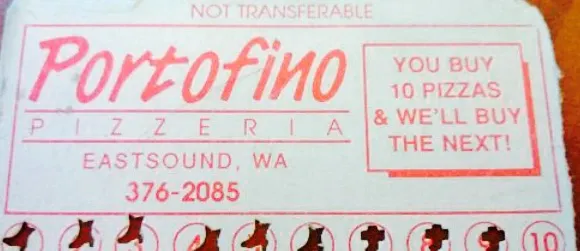 NOT TRANSFERABLE
Portofino
PIZZERIA
EASTSOUND, WA
376-2085
YOU BUY
10 PIZZAS
& WE'LL BUY
THE NEXT!
10